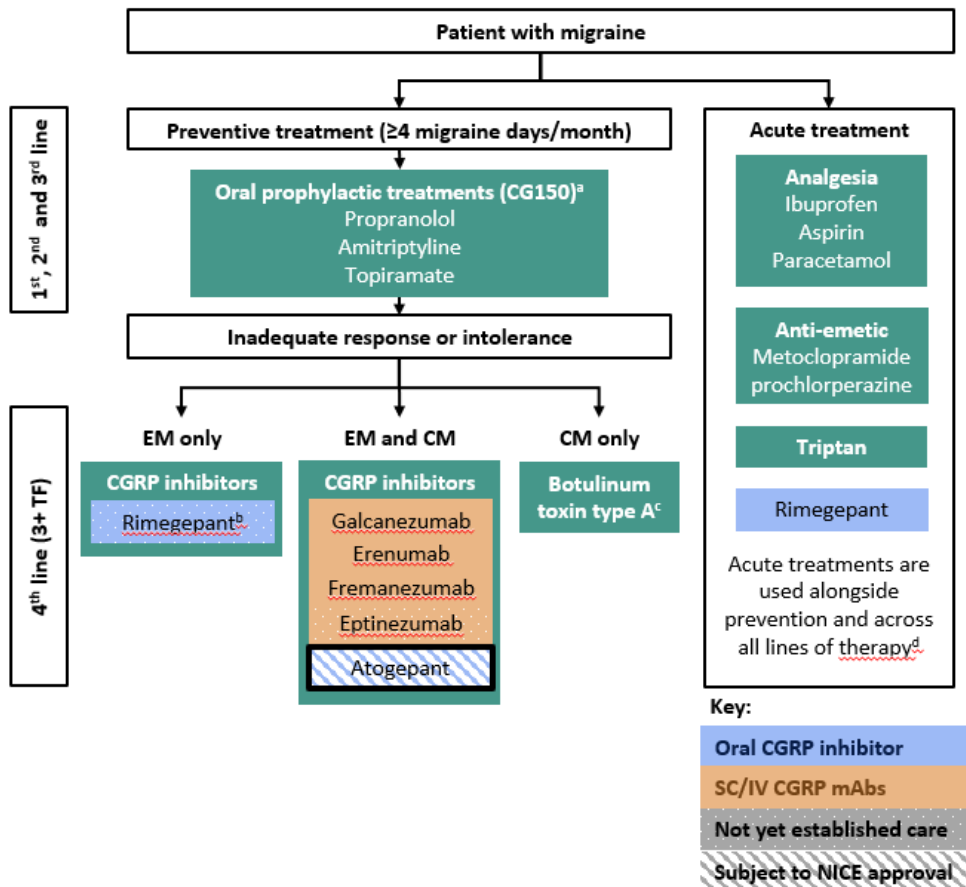 Patient with migraine
1st, 2nd and 3rd line
Preventive treatment (≥4 migraine days/month)
Oral prophylactic treatments (CG150)a
Propranolol
Amitriptyline
Topiramate
Inadequate response or intolerance
4th line (3+ TF)
EM only
CGRP inhibitors
Rimegepantb
EM and CM
CGRP inhibitors
Galcanezumab
Erenumab
Fremanezumab
Eptinezumab
Atogepant
CM only
Botulinum
toxin type Ac
Acute treatment
Analgesia
Ibuprofen
Aspirin
Paracetamol
Anti-emetic
Metoclopramide
prochlorperazine
Triptan
Rimegepant
Acute treatments are
used alongside
prevention and across
all lines of therapyd
Key:
Oral CGRP inhibitor
SC/IV CGRP mAbs
Not yet established care
Subject to NICE approval